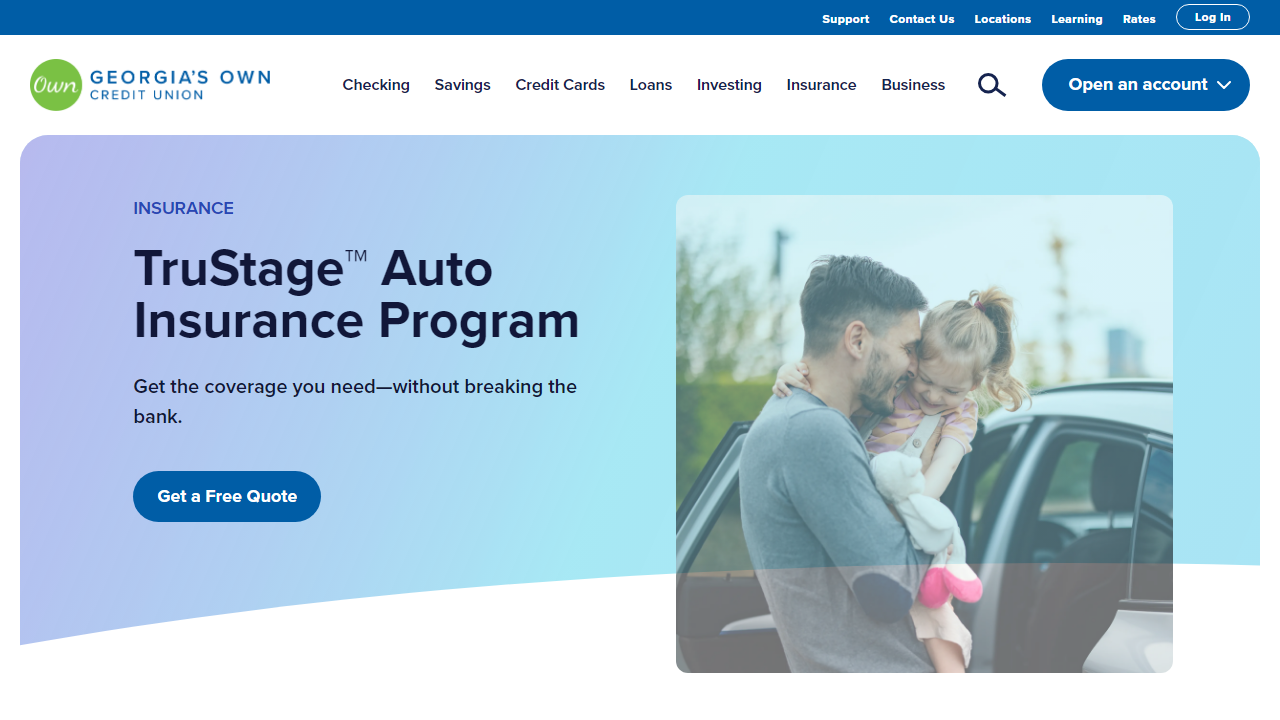 Support Contact Us Locations Learning Rates Log In
Own GEORGIA'S OWN
CREDIT UNION
Checking Savings Credit Cards Loans Investing Insurance Business Open an account
INSURANCE
TruStage™ Auto
Insurance Program
Get the coverage you need—without breaking the
bank.
Get a Free Quote